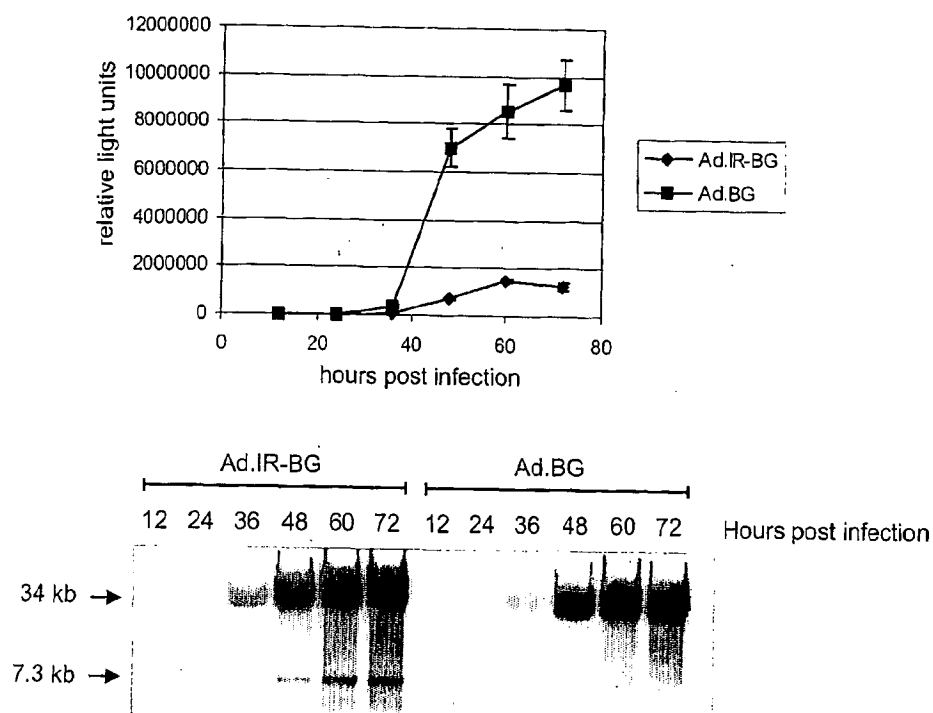 12000000
10000000
8000000
6000000
4000000
2000000
0
relative light units
0 20 40 60 80
hours post infection
Ad.IR-BG
Ad.BG
Ad.IR-BG Ad.BG
12 24 36 48 60 72 12 24 36 48 60 72 Hours post infection
34 kb
7.3 kb